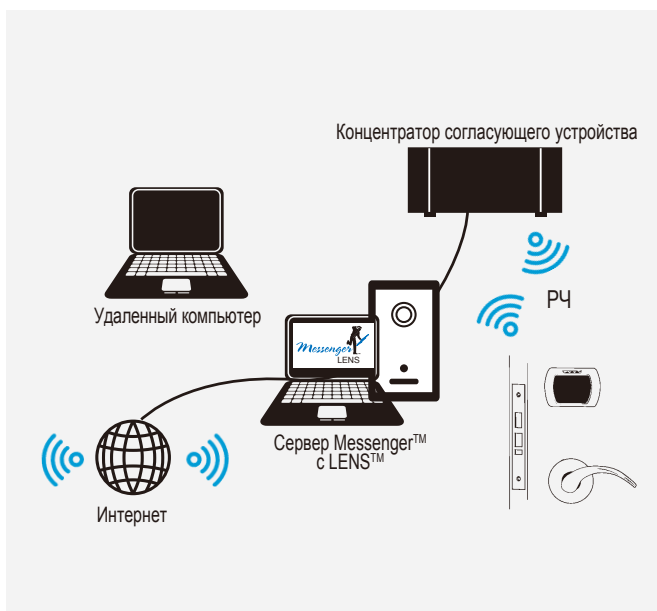 Концентратор согласующего устройства
РЧ
Удаленный компьютер
Messenger
LENS
Сервер Messenger™
с LENS™
Интернет